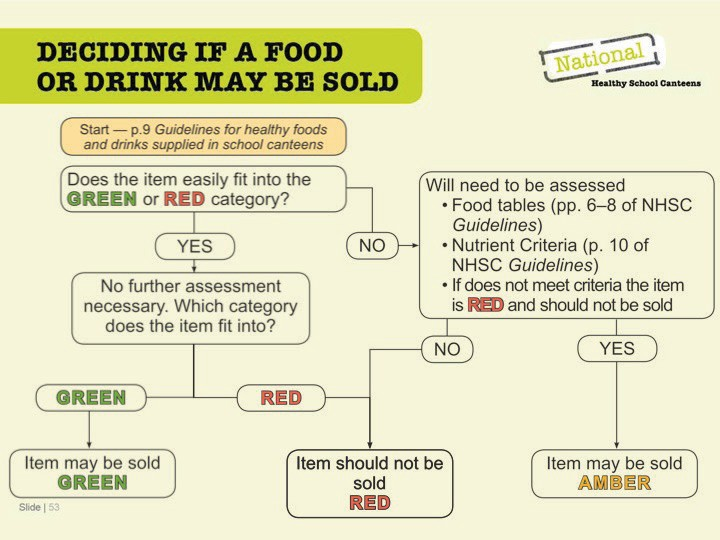 DECIDING IF A FOOD
OR DRINK MAY BE SOLD
National
Healthy School Canteens
Start — p.9 Guidelines for healthy foods
and drinks supplied in school canteens
Does the item easily fit into the
GREEN or RED category?
YES
NO
Will need to be assessed
• Food tables (pp. 6–8 of NHSC
Guidelines)
• Nutrient Criteria (p. 10 of
NHSC Guidelines)
• If does not meet criteria the item
is RED and should not be sold
No further assessment
necessary. Which category
does the item fit into?
NO
YES
GREEN
RED
Item may be sold
GREEN
Item should not be
sold
RED
Item may be sold
AMBER
Slide | 53